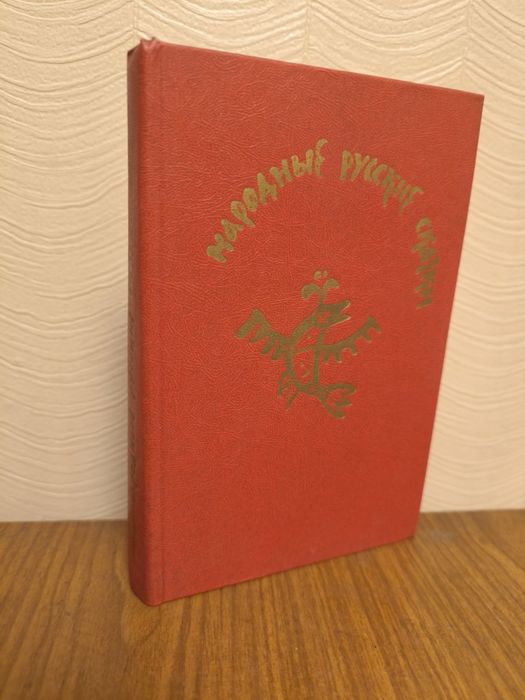 народные русские сказки